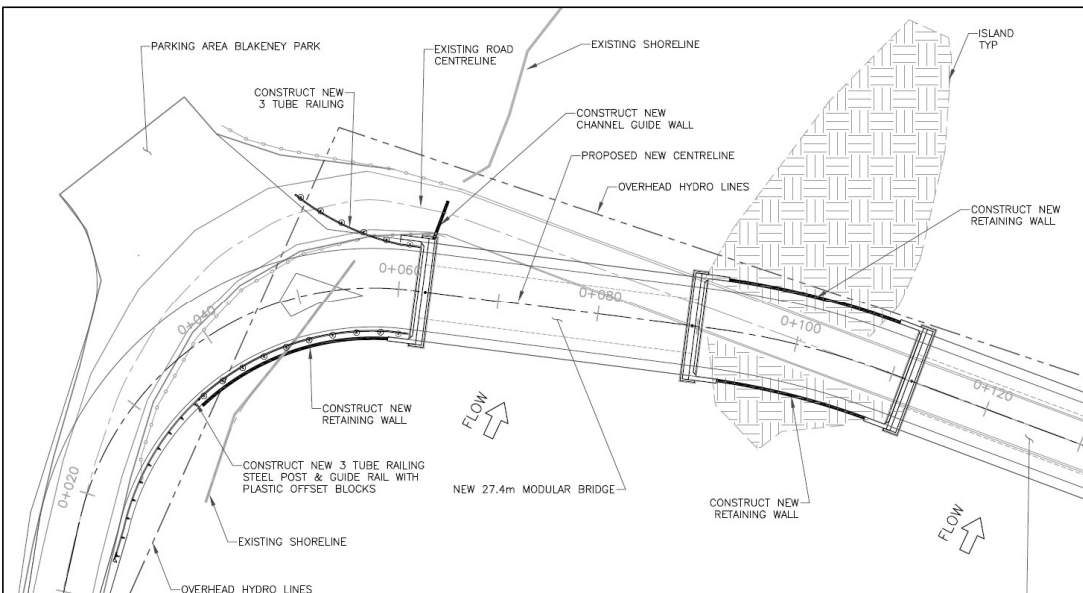 PARKING AREA BLAKENEY PARK
EXISTING ROAD
CENTRELINE
EXISTING SHORELINE
ISLAND
TYP
CONSTRUCT NEW
3 TUBE RAILING
CONSTRUCT NEW
CHANNEL GUIDE WALL
PROPOSED NEW CENTRELINE
OVERHEAD HYDRO LINES
CONSTRUCT NEW
RETAINING WALL
0+060
0+080
0+040
0+100
0+120
0+020
CONSTRUCT NEW
RETAINING WALL
FLOW
CONSTRUCT NEW 3 TUBE RAILING
STEEL POST & GUIDE RAIL WITH
PLASTIC OFFSET BLOCKS
NEW 27.4m MODULAR BRIDGE
CONSTRUCT NEW
RETAINING WALL
FLOW
EXISTING SHORELINE
OVERHEAD HYDRO LINES